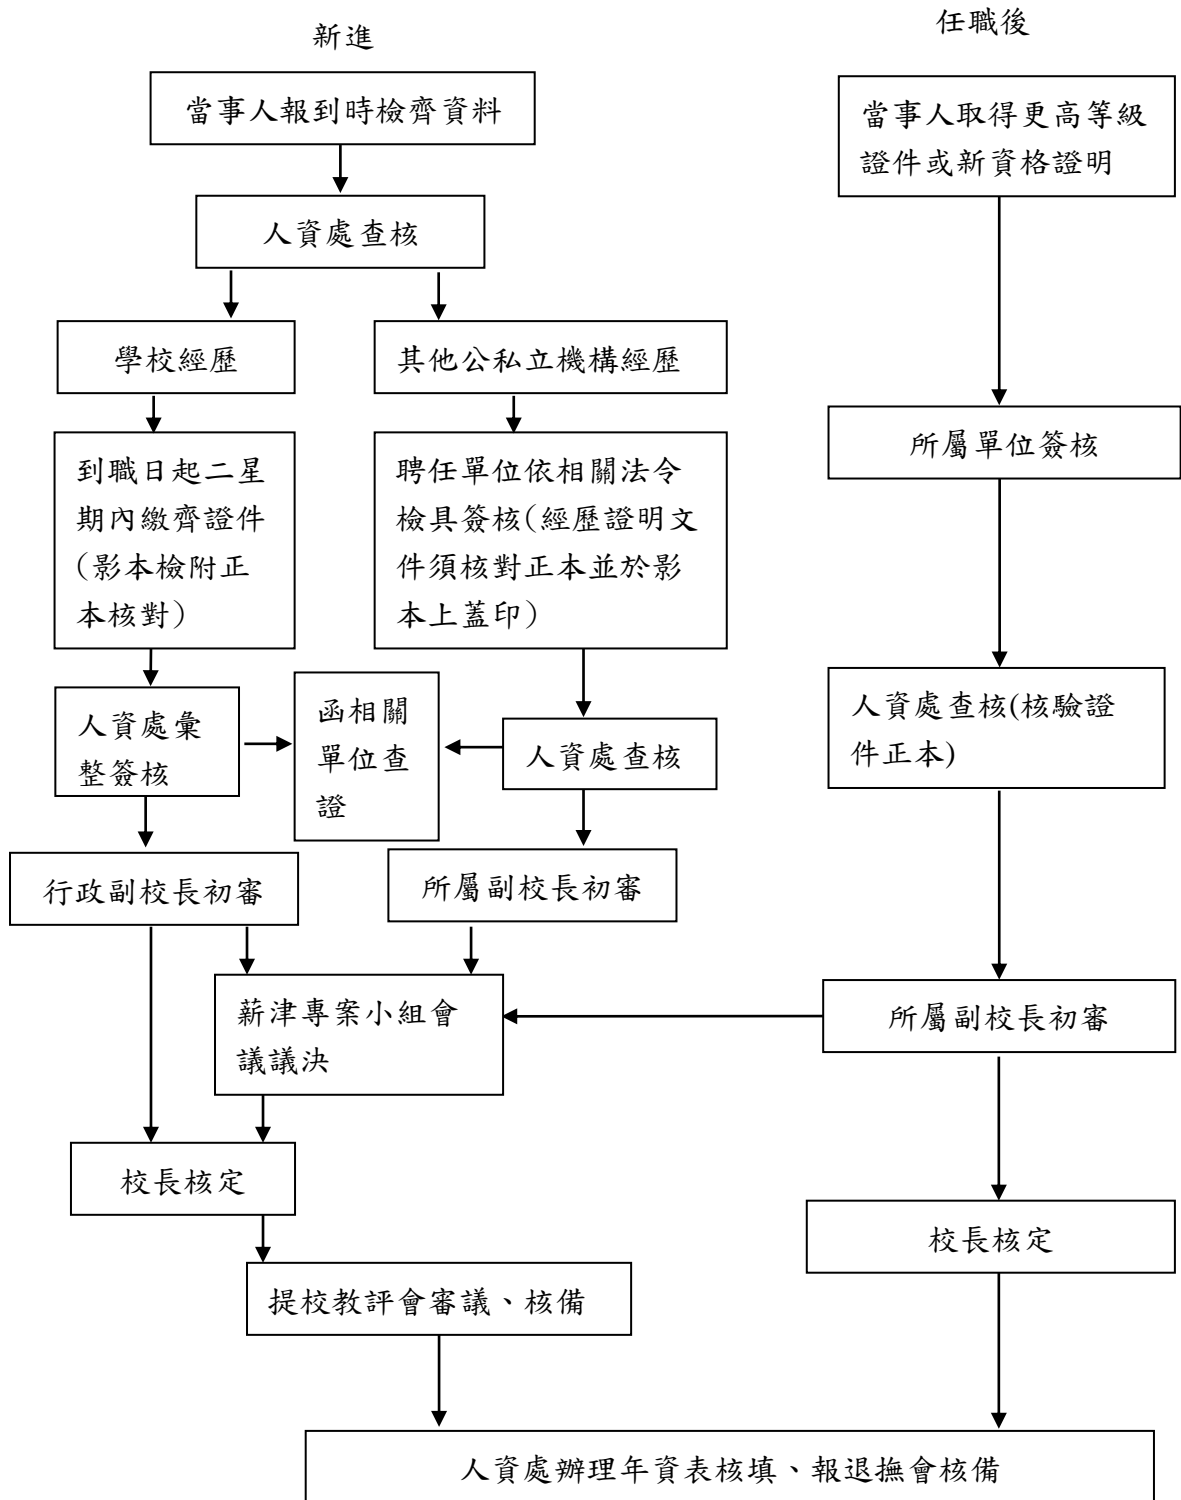 新進
任職後
當事人報到時檢齊資料
當事人取得更高等級
證件或新資格證明
人資處查核
學校經歷
其他公私立機構經歷
所屬單位簽核
到職日起二星
期內繳齊證件
（影本檢附正
本核對）
聘任單位依相關法令
檢具簽核（經歷證明文
件須核對正本並於影
本上蓋印）
人資處彙
整簽核
函相關
單位查
證
人資處查核
人資處查核(核驗證
件正本)
行政副校長初審
所屬副校長初審
薪津專案小組會
議議決
所屬副校長初審
校長核定
校長核定
提校教評會審議、核備
人資處辦理年資表核填、報退撫會核備